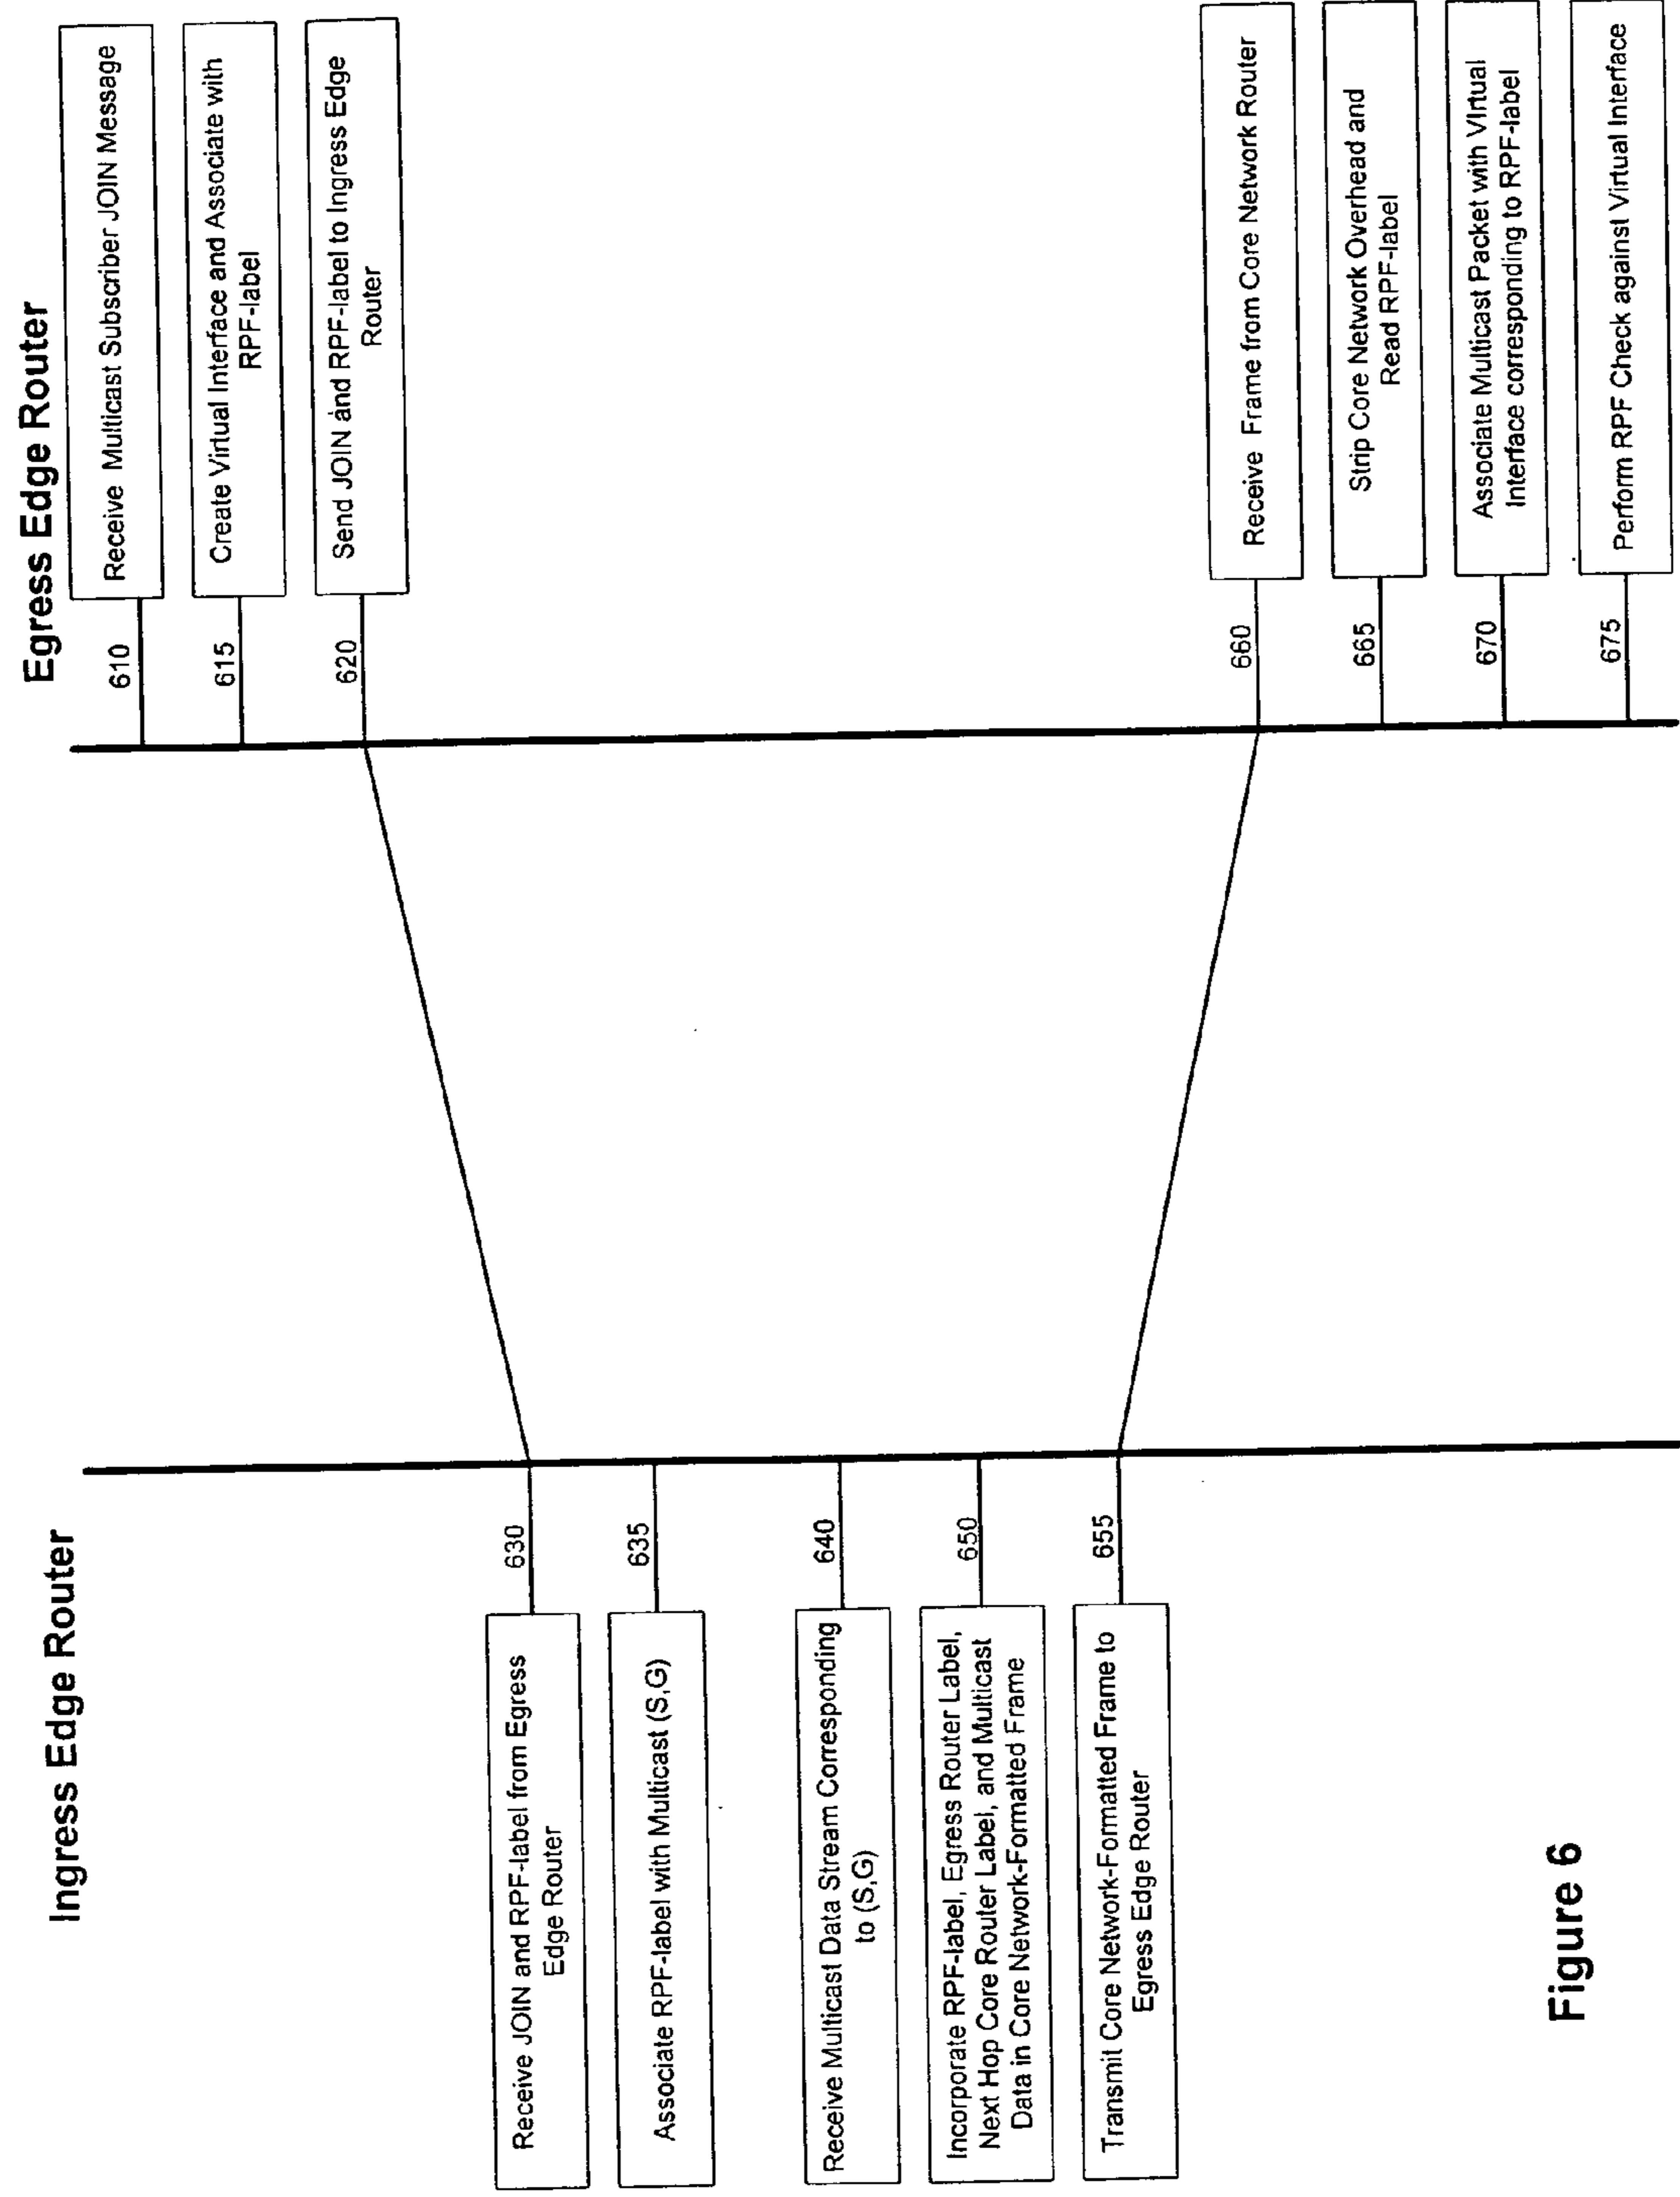 Ingress Edge Router
Egress Edge Router
610
Receive Multicast Subscriber JOIN Message
615
Create Virtual Interface and Associate with
RPF-label
620
Send JOIN and RPF-label to Ingress Edge
Router
Receive JOIN and RPF-label from Egress
Edge Router
630
Associate RPF-label with Multicast (S,G)
635
Receive Multicast Data Stream Corresponding
to (S,G)
640
Incorporate RPF-label, Egress Router Label,
Next Hop Core Router Label, and Multicast
Data in Core Network-Formatted Frame
650
Transmit Core Network-Formatted Frame to
Egress Edge Router
655
660
Receive Frame from Core Network Router
665
Strip Core Network Overhead and
Read RPF-label
670
Associate Multicast Packet with VIrtual
Interface corresponding to RPF-label
675
Perform RPF Check against Virtual Interface
Figure 6